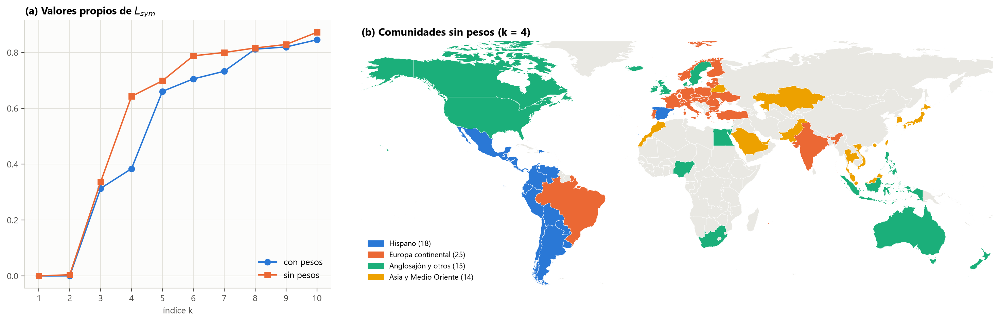 (a) Valores propios de L_sym
0.8
0.6
0.4
0.2
0.0
1 2 3 4 5 6 7 8 9 10
índice k
con pesos
sin pesos
(b) Comunidades sin pesos (k = 4)
Hispano (18)
Europa continental (25)
Anglosajón y otros (15)
Asia y Medio Oriente (14)